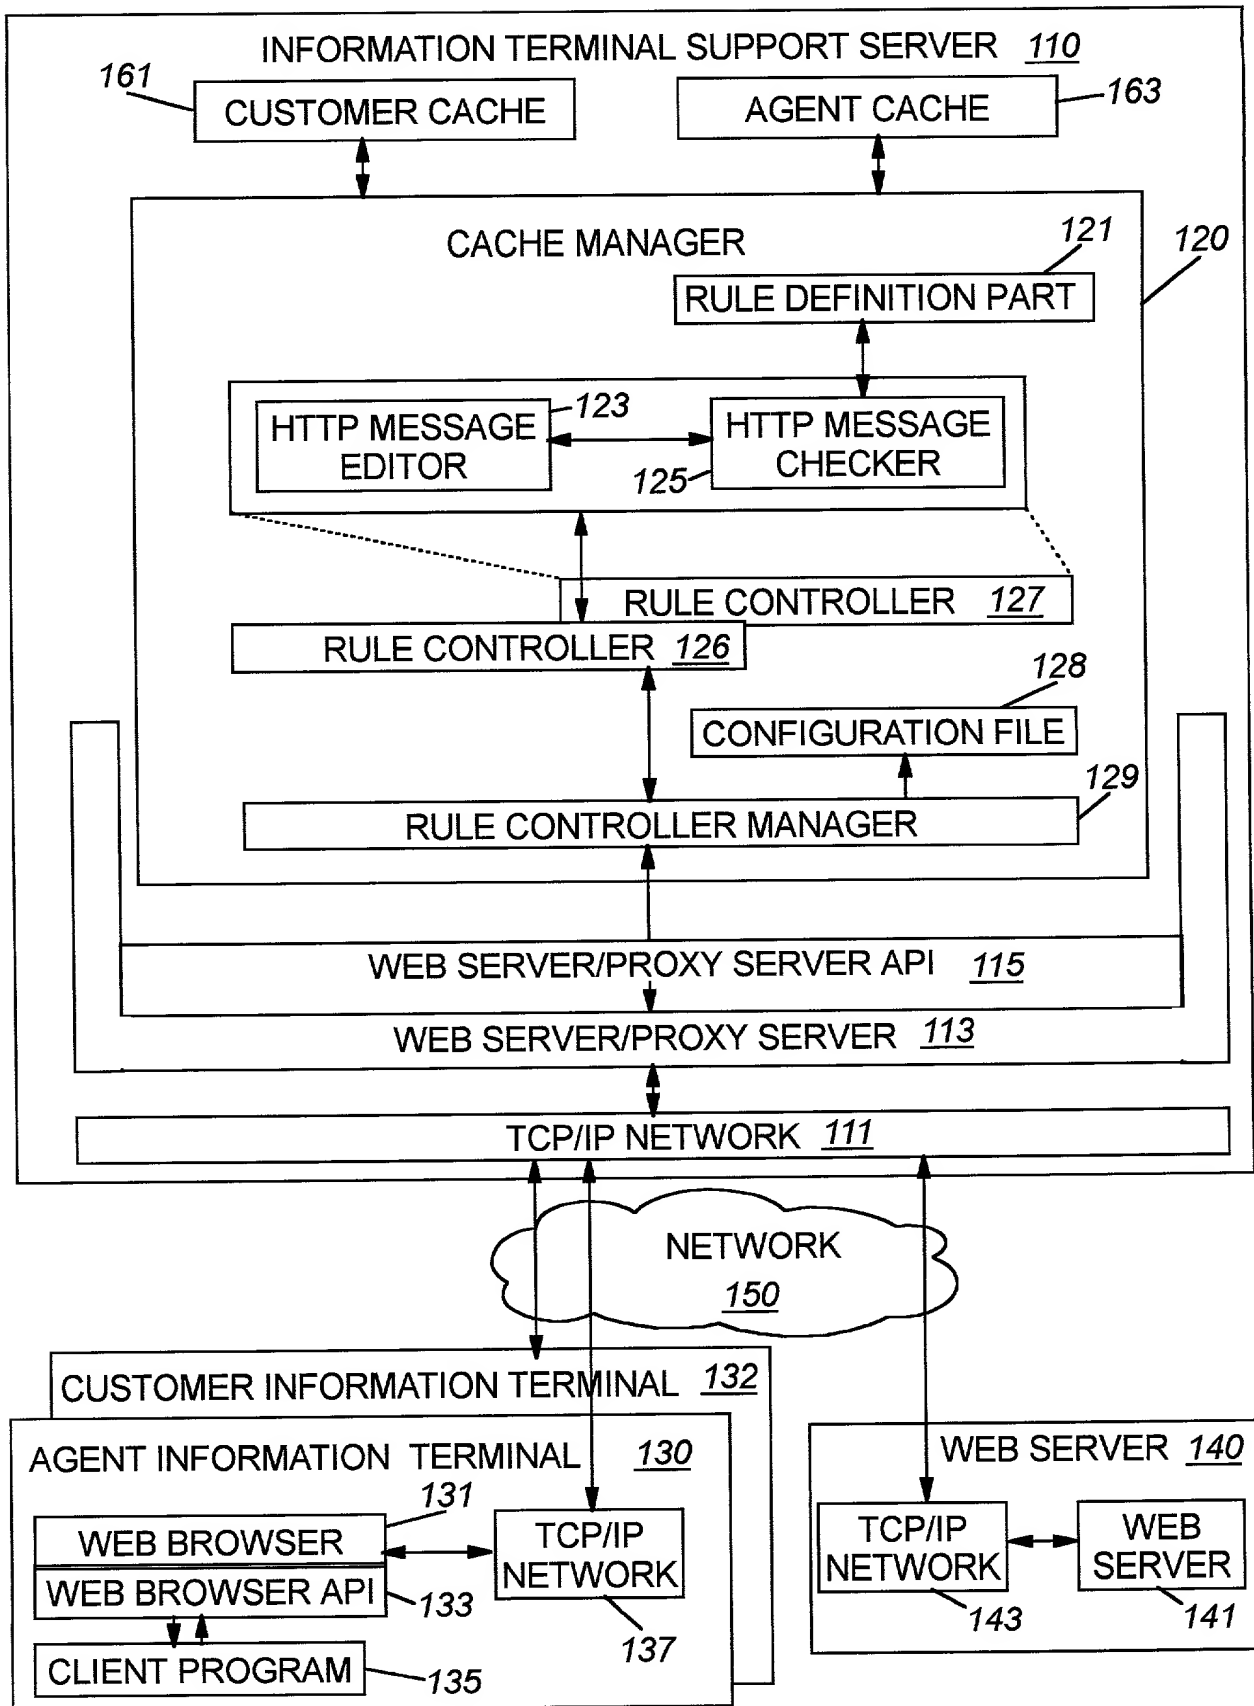 INFORMATION TERMINAL SUPPORT SERVER 110
161
CUSTOMER CACHE
AGENT CACHE
163
CACHE MANAGER
121
120
RULE DEFINITION PART
HTTP MESSAGE
EDITOR
123
HTTP MESSAGE
CHECKER
125
RULE CONTROLLER 127
RULE CONTROLLER 126
128
CONFIGURATION FILE
129
RULE CONTROLLER MANAGER
WEB SERVER/PROXY SERVER API 115
WEB SERVER/PROXY SERVER 113
TCP/IP NETWORK 111
NETWORK
150
CUSTOMER INFORMATION TERMINAL 132
AGENT INFORMATION TERMINAL 130
131
WEB BROWSER
WEB BROWSER API
133
CLIENT PROGRAM
135
TCP/IP
NETWORK
137
WEB SERVER 140
TCP/IP
NETWORK
143
WEB
SERVER
141